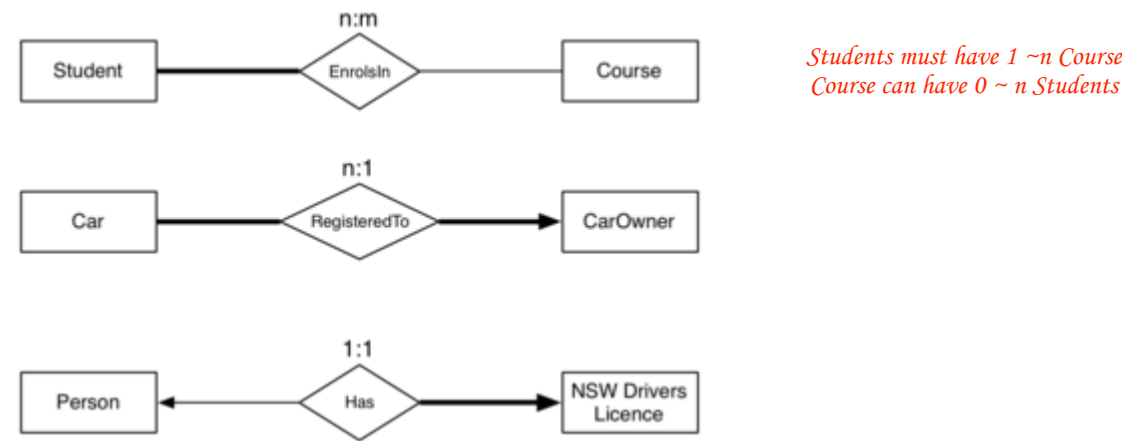 n:m
Student
EnrolsIn
Course
Students must have 1 ~n Course
Course can have 0 ~ n Students
n:1
Car
RegisteredTo
CarOwner
1:1
Person
Has
NSW Drivers
Licence